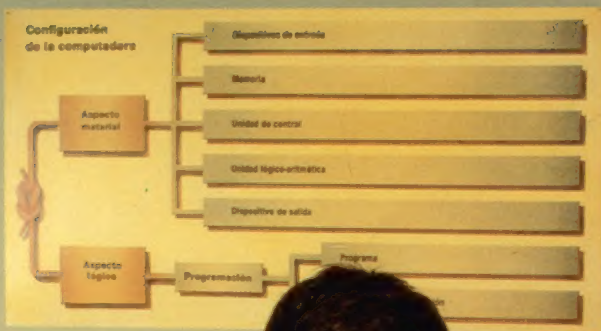 Configuración
de la computadora
Dispositivos de entrada
Memoria
Aspecto
material
Unidad de control
Unidad lógico-aritmética
Dispositivo de salida
Aspecto
lógico
Programación
Programa